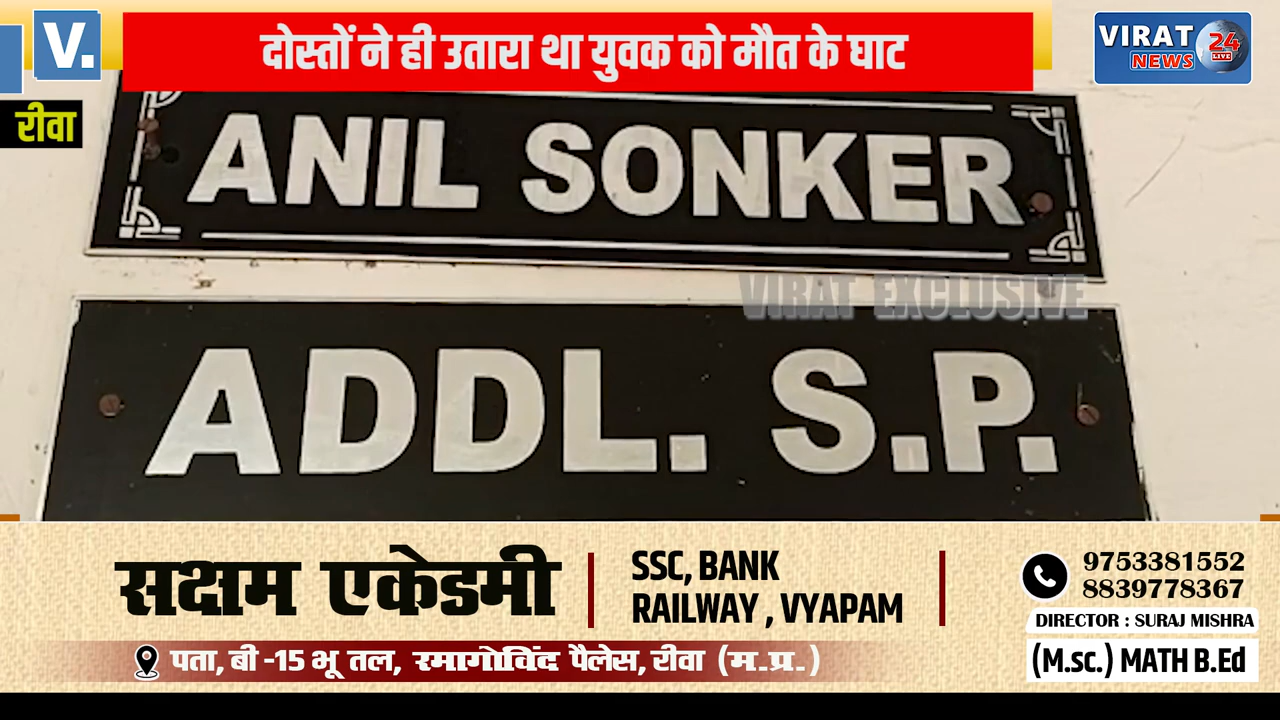 V.
दोस्तों ने ही उतारा था युवक को मौत के घाट
VIRAT
NEWS
24
LIVE
रीवा
ANIL SONKER
VIRAT EXCLUSIVE
ADDL. S.P.
सक्षम एकेडमी
SSC, BANK
RAILWAY , VYAPAM
9753381552
8839778367
DIRECTOR : SURAJ MISHRA
(M.sc.) MATH B.Ed
पता, बी -15 भू तल, रमागोविंद पैलेस, रीवा (म.प्र.)